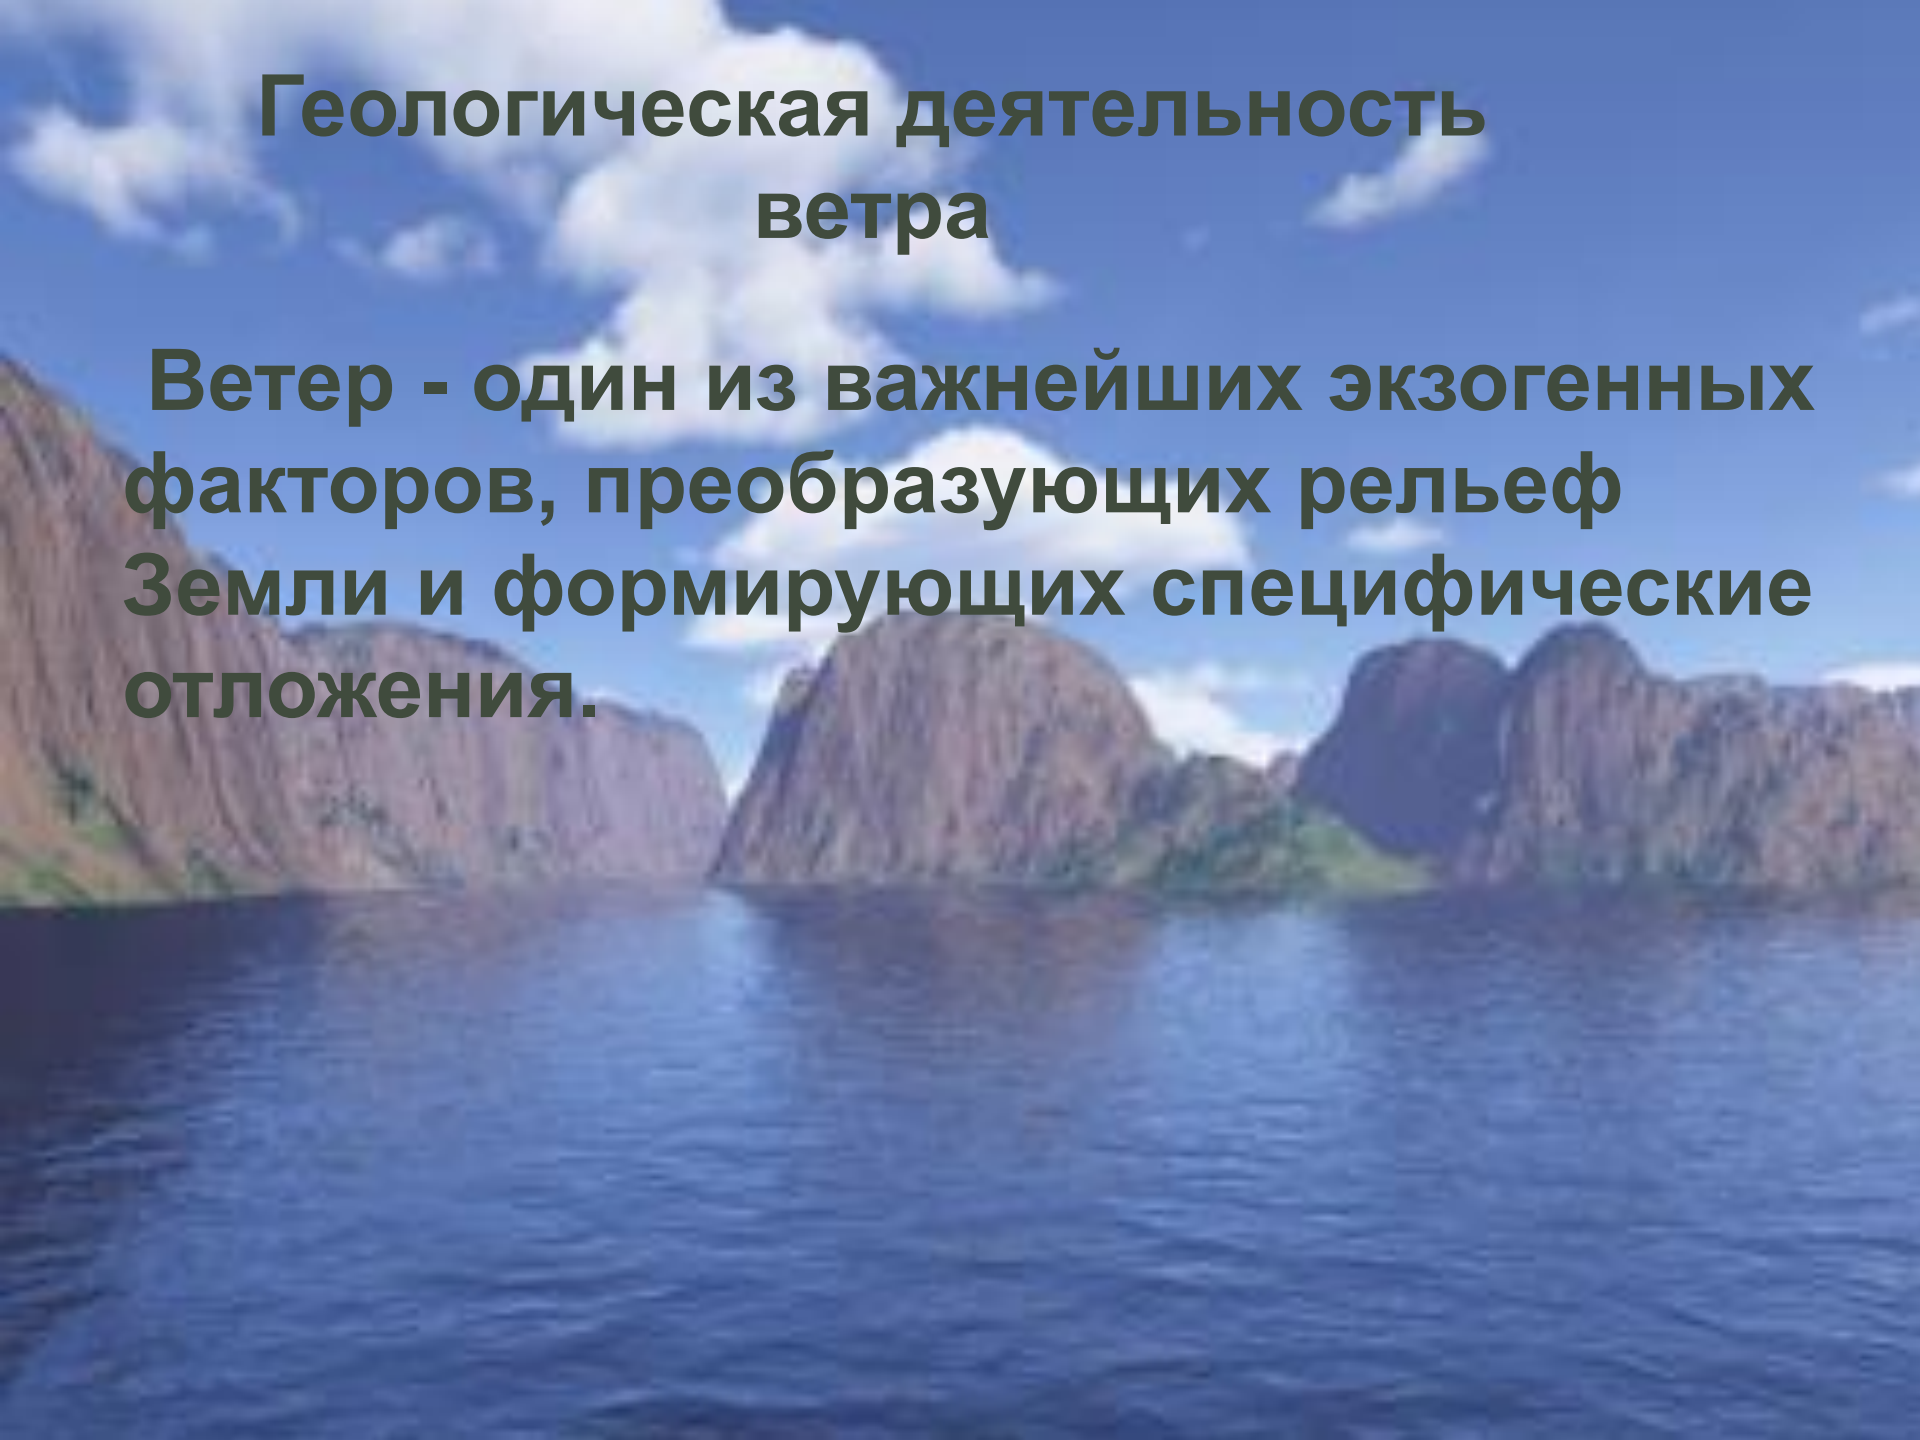 Геологическая деятельность
ветра
Ветер - один из важнейших экзогенных
факторов, преобразующих рельеф
Земли и формирующих специфические
отложения.